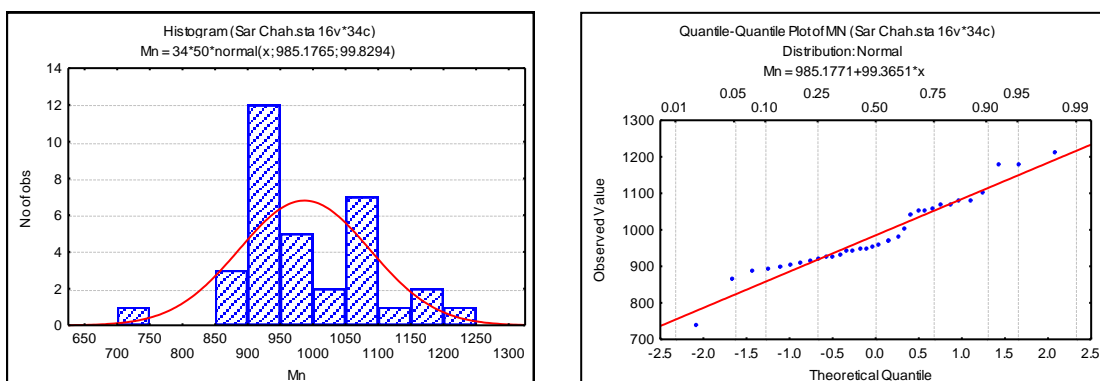 Histogram (Sar Chah.sta 16v*34c)
Mn = 34*50*normal(x; 985.1765; 99.8294)
14
12
10
8
6
4
2
0
No of obs
650 750 850 950 1050 1150 1250
700 800 900 1000 1100 1200 1300
Mn
Quantile-Quantile Plot of MN (Sar Chah.sta 16v*34c)
Distribution: Normal
Mn = 985.1771+99.3651*x
0.01 0.05 0.10 0.25 0.50 0.75 0.90 0.95 0.99
1300
1200
1100
1000
900
800
700
Observed Value
-2.5 -2.0 -1.5 -1.0 -0.5 0.0 0.5 1.0 1.5 2.0 2.5
Theoretical Quantile